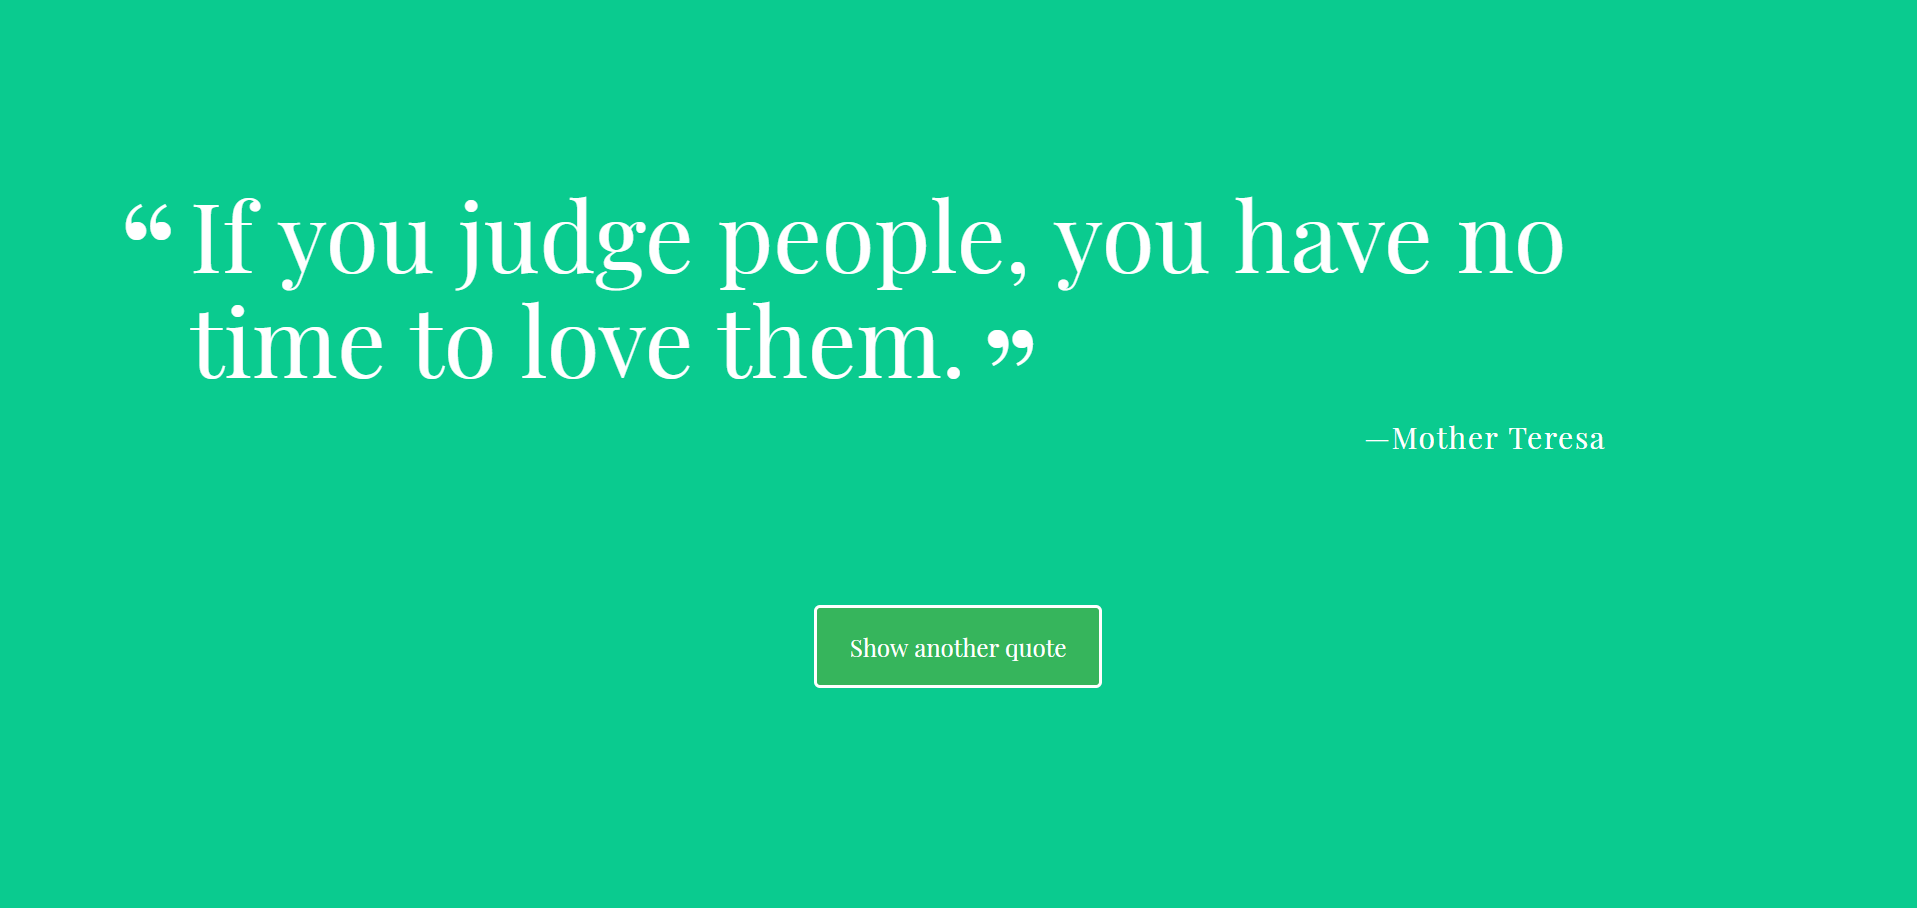 “ If you judge people, you have no
time to love them. ”
—Mother Teresa
Show another quote